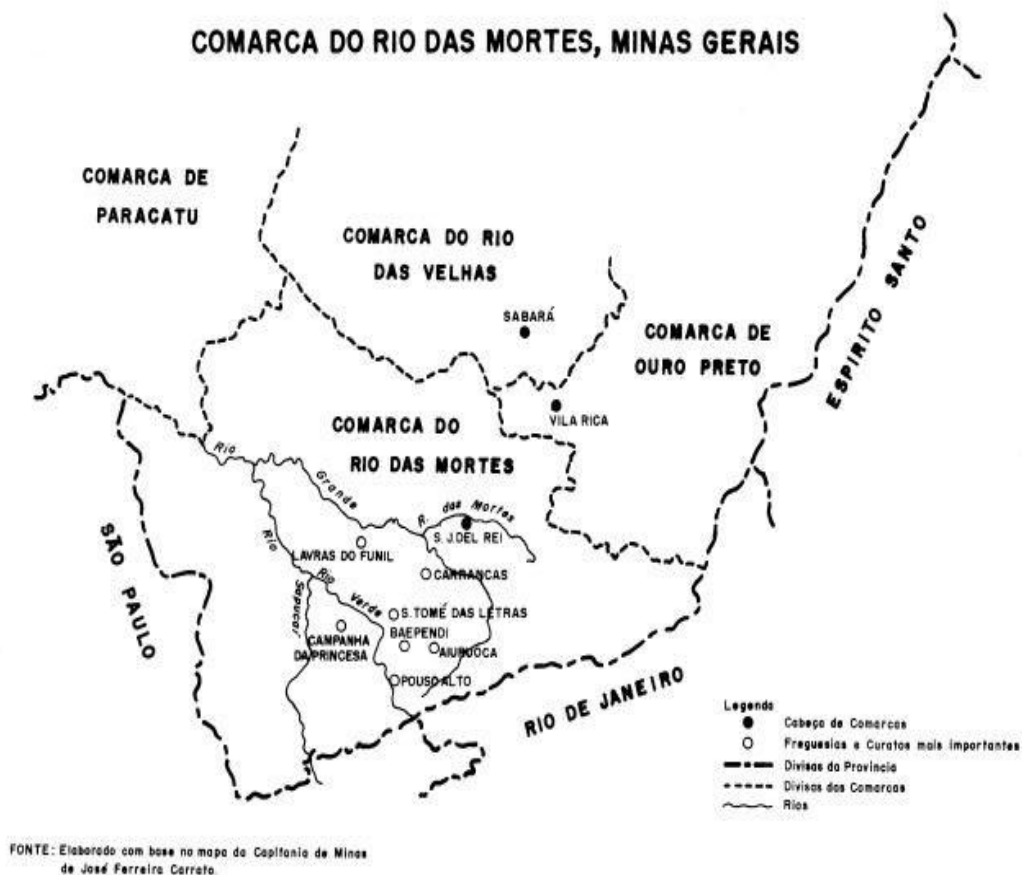 COMARCA DO RIO DAS MORTES, MINAS GERAIS
COMARCA DE
PARACATU
COMARCA DO RIO
DAS VELHAS
SABARÁ
COMARCA DE
OURO PRETO
ESPIRITO SANTO
VILA RICA
COMARCA DO
RIO DAS MORTES
Rio
Grande
R. das Mortes
S. J. DEL REI
SÃO PAULO
Rio
LAVRAS DO FUNIL
CARRANCAS
Sapucaí
Rio
Verde
S. TOMÉ DAS LETRAS
BAEPENDI
CAMPANHA
DA PRINCESA
AIURUOCA
POUSO ALTO
RIO DE JANEIRO
Legenda
Cabeça de Comarcas
Freguesias e Curatos mais importantes
Divisas da Província
Divisas das Comarcas
Rios
FONTE: Elaborado com base no mapa da Capitania de Minas
de José Ferreira Carrato.